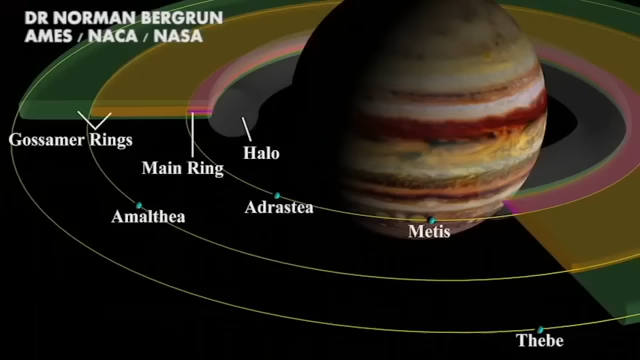 DR NORMAN BERGRUN
AMES / NACA / NASA
Gossamer Rings
Halo
Main Ring
Amalthea
Adrastea
Metis
Thebe